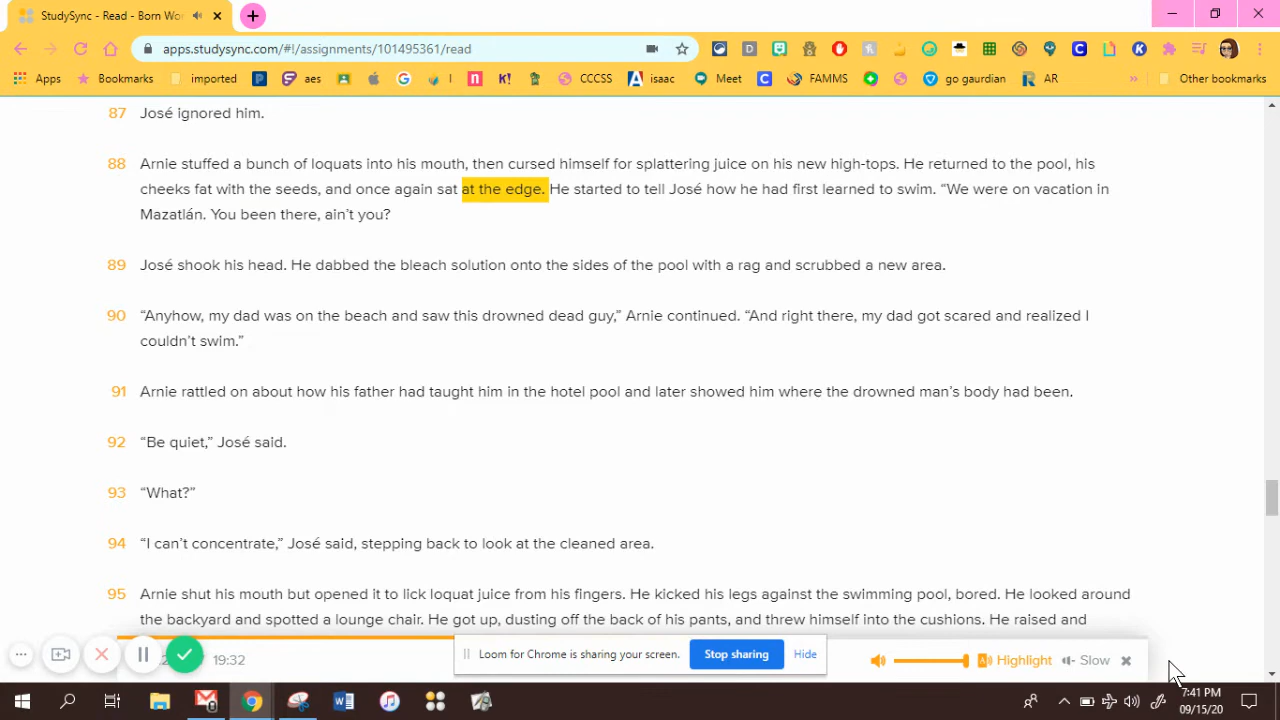 StudySync - Read - Born Wo
apps.studysync.com/#!/assignments/101495361/read
Apps Bookmarks imported aes I K! CCCSS isaac Meet FAMMS go gaurdian AR Other bookmarks
87 José ignored him.
88 Arnie stuffed a bunch of loquats into his mouth, then cursed himself for splattering juice on his new high-tops. He returned to the pool, his
cheeks fat with the seeds, and once again sat at the edge. He started to tell José how he had first learned to swim. “We were on vacation in
Mazatlán. You been there, ain’t you?
89 José shook his head. He dabbed the bleach solution onto the sides of the pool with a rag and scrubbed a new area.
90 “Anyhow, my dad was on the beach and saw this drowned dead guy,” Arnie continued. “And right there, my dad got scared and realized I
couldn’t swim.”
91 Arnie rattled on about how his father had taught him in the hotel pool and later showed him where the drowned man’s body had been.
92 “Be quiet,” José said.
93 “What?”
94 “I can’t concentrate,” José said, stepping back to look at the cleaned area.
95 Arnie shut his mouth but opened it to lick loquat juice from his fingers. He kicked his legs against the swimming pool, bored. He looked around
the backyard and spotted a lounge chair. He got up, dusting off the back of his pants, and threw himself into the cushions. He raised and
19:32
Loom for Chrome is sharing your screen. Stop sharing Hide
Highlight Slow
7:41 PM
09/15/20